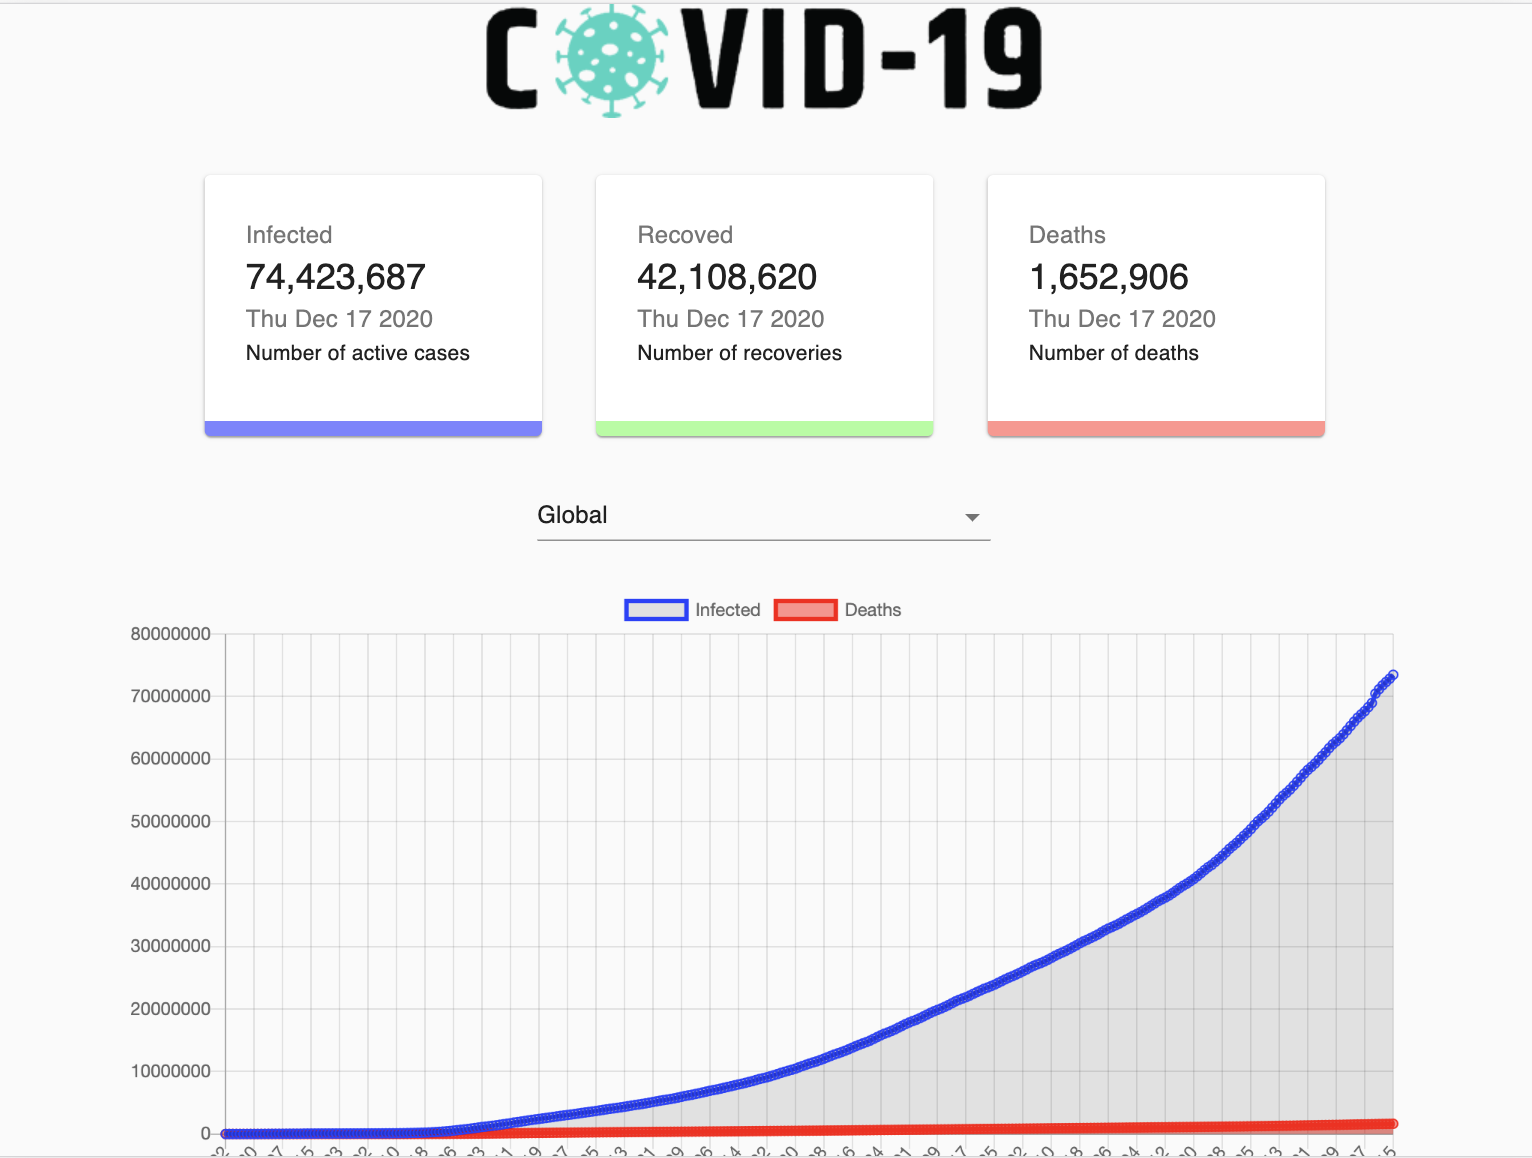 COVID-19
Infected
74,423,687
Thu Dec 17 2020
Number of active cases
Recoved
42,108,620
Thu Dec 17 2020
Number of recoveries
Deaths
1,652,906
Thu Dec 17 2020
Number of deaths
Global
Infected Deaths
80000000
70000000
60000000
50000000
40000000
30000000
20000000
10000000
0